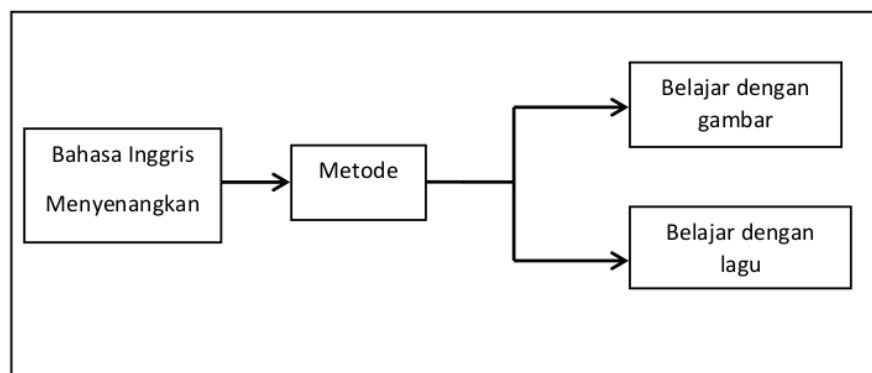 Bahasa Inggris
Menyenangkan
Metode
Belajar dengan
gambar
Belajar dengan
lagu